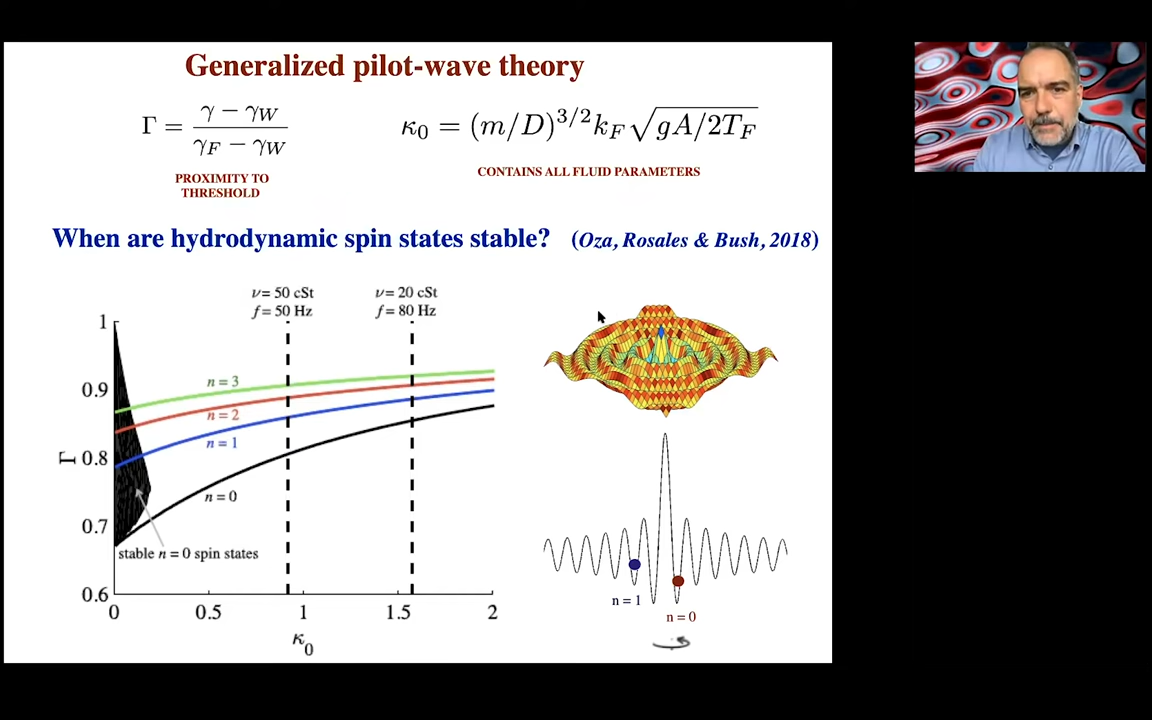 Generalized pilot-wave theory
Γ = (γ − γW)/(γF − γW)
κ0 = (m/D)^3/2 kF √gA/2TF
PROXIMITY TO
THRESHOLD
CONTAINS ALL FLUID PARAMETERS
When are hydrodynamic spin states stable? (Oza, Rosales & Bush, 2018)
ν= 50 cSt
f= 50 Hz
ν= 20 cSt
f= 80 Hz
1
0.9
0.8
0.7
0.6
Γ
n = 3
n = 2
n = 1
n = 0
stable n = 0 spin states
0 0.5 1 1.5 2
κ0
n = 1
n = 0